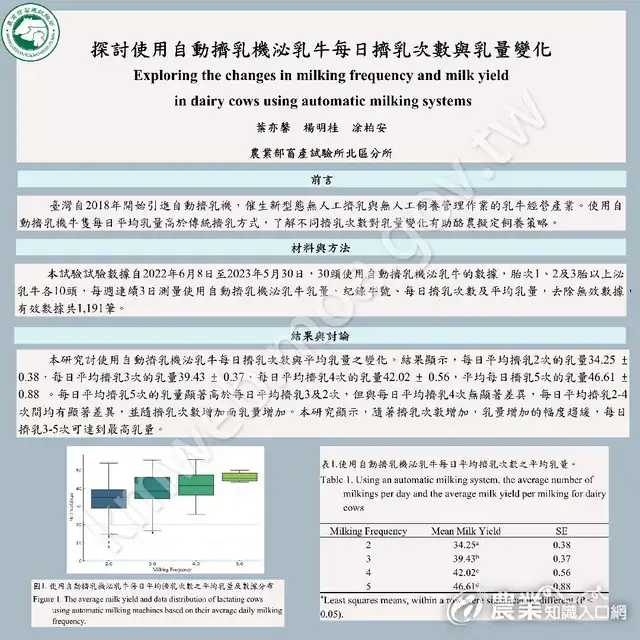 探討使用自動擠乳機泌乳牛每日擠乳次數與乳量變化
Exploring the changes in milking frequency and milk yield
in dairy cows using automatic milking systems
葉亦馨 楊明桂 涂柏安
農業部畜產試驗所北區分所
前言
臺灣自2018年開始引進自動擠乳機，催生新型態無人工擠乳與無人工飼養管理作業的乳牛經營產業。使用自
動擠乳機牛隻每日平均乳量高於傳統擠乳方式，了解不同擠乳次數對乳量變化有助酪農擬定飼養策略。
材料與方法
本試驗試驗數據自2022年6月8日至2023年5月30日，30頭使用自動擠乳機泌乳牛的數據，胎次1、2及3胎以上泌
乳牛各10頭，每週連續3日測量使用自動擠乳機泌乳牛乳量，紀錄牛號、每日擠乳次數及平均乳量，去除無效數據，
有效數據共1,191筆。
結果與討論
本研究討使用自動擠乳機泌乳牛每日擠乳次數與平均乳量之變化。結果顯示，每日平均擠乳2次的乳量34.25 ±
0.38，每日平均擠乳3次的乳量39.43 ± 0.37，每日平均擠乳4次的乳量42.02 ± 0.56，平均每日擠乳5次的乳量46.61 ±
0.88 。每日平均擠乳5次的乳量顯著高於每日平均擠乳3及2次，但與每日平均擠乳4次無顯著差異，每日平均擠乳2-4
次間均有顯著差異，並隨擠乳次數增加而乳量增加。本研究顯示，隨著擠乳次數增加，乳量增加的幅度趨緩，每日
擠乳3-5次可達到最高乳量。
2.0 3.0 4.0 5.0
Milking Frequency
圖1. 使用自動擠乳機泌乳牛每日平均擠乳次數之平均乳量及數據分布
Figure 1. The average milk yield and data distribution of lactating cows
using automatic milking machines based on their average daily milking
frequency.
表1.使用自動擠乳機泌乳牛每日平均擠乳次數之平均乳量。
Table 1. Using an automatic milking system, the average number of
milkings per day and the average milk yield per milking for dairy
cows
Milking Frequency Mean Milk Yield SE
2 34.25ᵃ 0.38
3 39.43ᵇ 0.37
4 42.02ᶜ 0.56
5 46.61ᶜ 0.88
Least squares means, within a row different (P <
0.05).
kmweb.moa.gov.tw
農業知識入口網